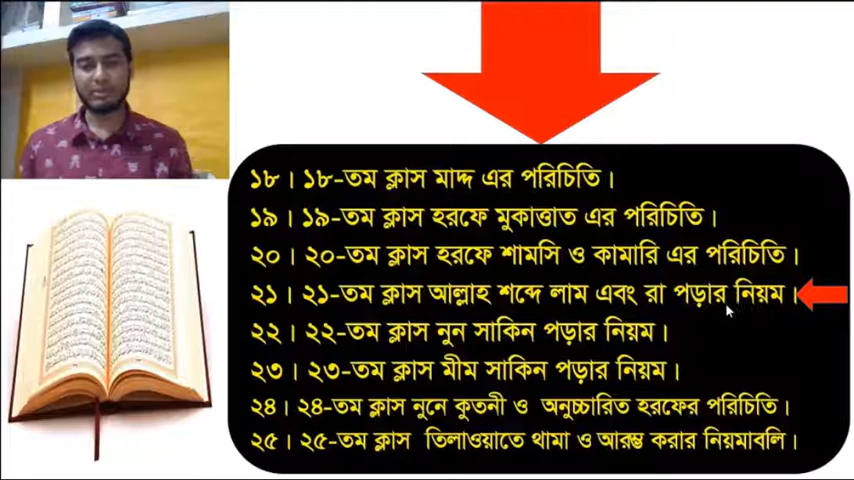 ১৮। ১৮-তম ক্লাস মাদ্দ এর পরিচিতি।
১৯। ১৯-তম ক্লাস হরফে মুকাত্তাত এর পরিচিতি।
২০। ২০-তম ক্লাস হরফে শামসি ও কামারি এর পরিচিতি।
২১। ২১-তম ক্লাস আল্লাহ শব্দে লাম এবং রা পড়ার নিয়ম।
২২। ২২-তম ক্লাস নুন সাকিন পড়ার নিয়ম।
২৩। ২৩-তম ক্লাস মীম সাকিন পড়ার নিয়ম।
২৪। ২৪-তম ক্লাস নুনে কুতনী ও অনুচ্চারিত হরফের পরিচিতি।
২৫। ২৫-তম ক্লাস তিলাওয়াতে থামা ও আরম্ভ করার নিয়মাবলি।